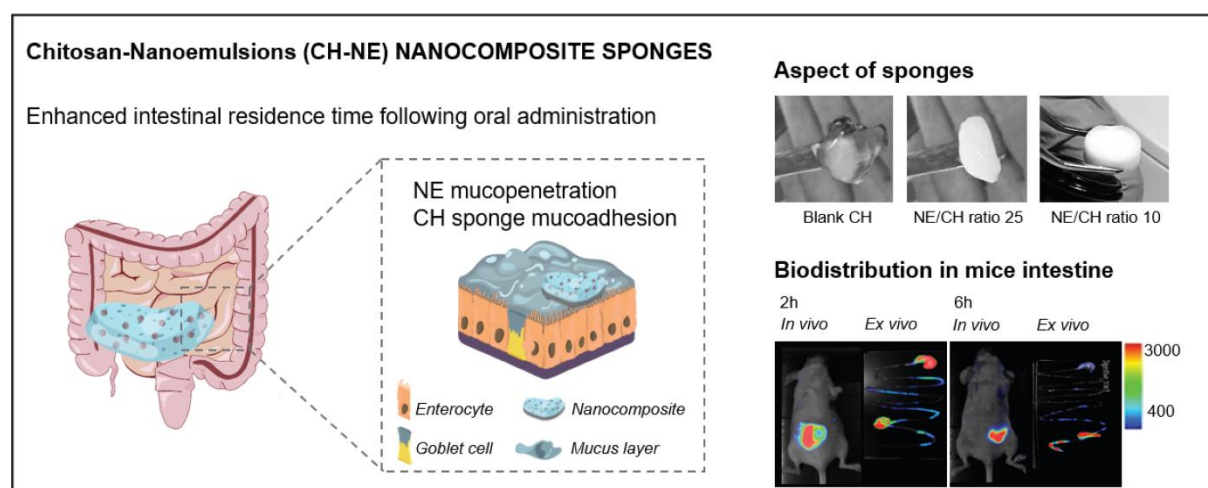 Chitosan-Nanoemulsions (CH-NE) NANOCOMPOSITE SPONGES
Enhanced intestinal residence time following oral administration
NE mucopenetration
CH sponge mucoadhesion
Enterocyte
Nanocomposite
Goblet cell
Mucus layer
Aspect of sponges
Blank CH
NE/CH ratio 25
NE/CH ratio 10
Biodistribution in mice intestine
2h
6h
In vivo
Ex vivo
In vivo
Ex vivo
3000
400